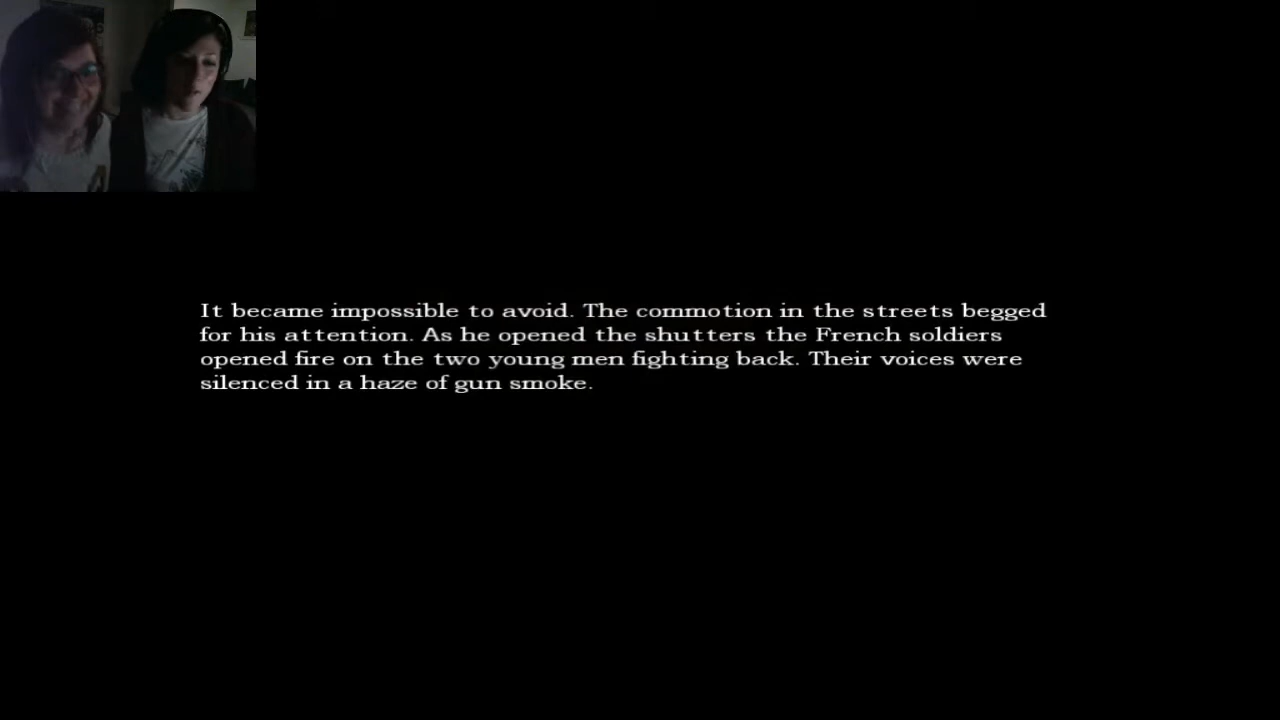 It became impossible to avoid. The commotion in the streets begged
for his attention. As he opened the shutters the French soldiers
opened fire on the two young men fighting back. Their voices were
silenced in a haze of gun smoke.